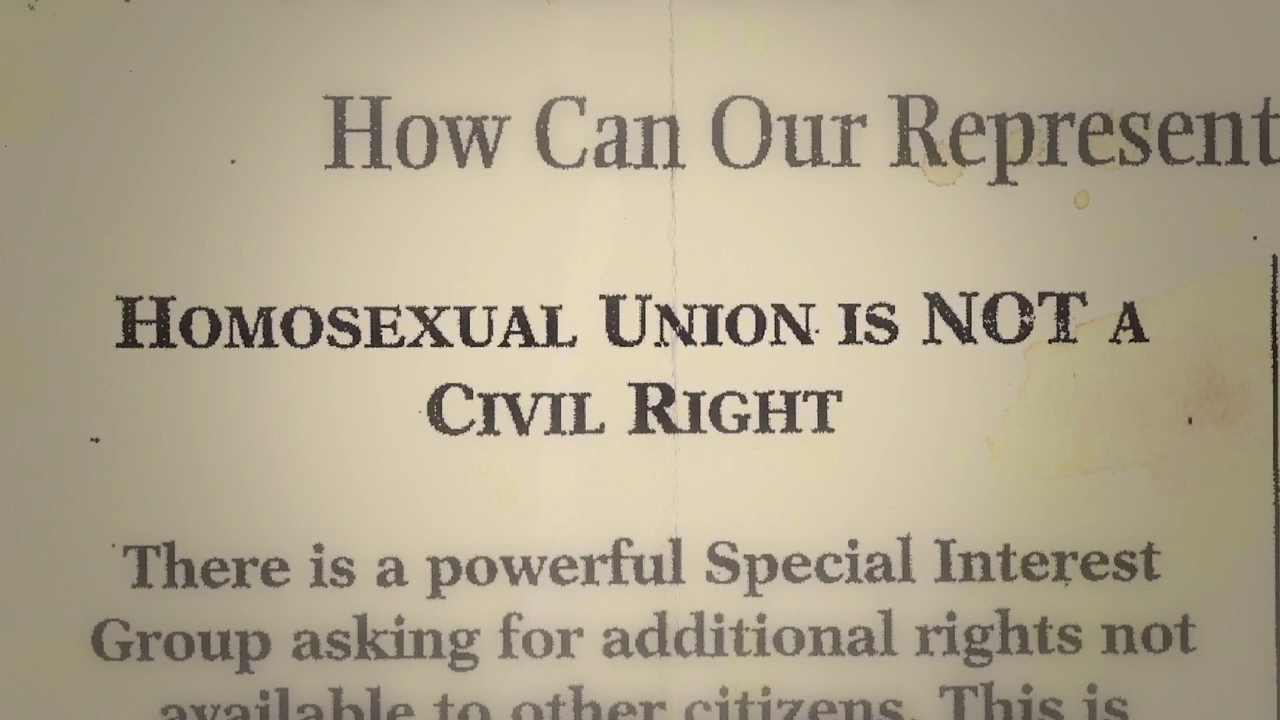 How Can Our Represent
HOMOSEXUAL UNION IS NOT A
CIVIL RIGHT
There is a powerful Special Interest
Group asking for additional rights not
available to other citizens. This is